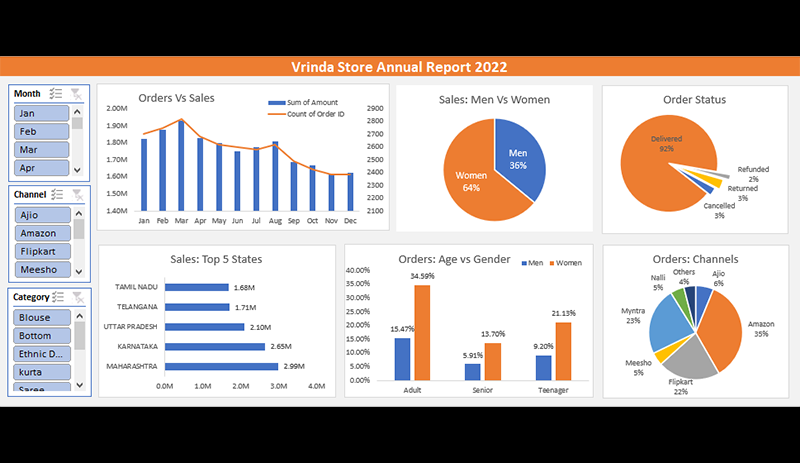 Vrinda Store Annual Report 2022
Month
Jan
Feb
Mar
Apr
Channel
Ajio
Amazon
Flipkart
Meesho
Category
Blouse
Bottom
Ethnic D...
kurta
Saree
Orders Vs Sales
Sum of Amount
Count of Order ID
2.00M
1.90M
1.80M
1.70M
1.60M
1.50M
1.40M
2900
2800
2700
2600
2500
2400
2300
2200
2100
Jan Feb Mar Apr May Jun Jul Aug Sep Oct Nov Dec
Sales: Men Vs Women
Men
36%
Women
64%
Order Status
Delivered
92%
Refunded
2%
Returned
3%
Cancelled
3%
Sales: Top 5 States
TAMIL NADU 1.68M
TELANGANA 1.71M
UTTAR PRADESH 2.10M
KARNATAKA 2.65M
MAHARASHTRA 2.99M
0.0M 1.0M 2.0M 3.0M 4.0M
Orders: Age vs Gender
Men Women
40.00%
35.00%
30.00%
25.00%
20.00%
15.00%
10.00%
5.00%
0.00%
15.47% 34.59%
5.91% 13.70%
9.20% 21.13%
Adult Senior Teenager
Orders: Channels
Nalli
5%
Others
4%
Ajio
6%
Myntra
23%
Amazon
35%
Meesho
5%
Flipkart
22%